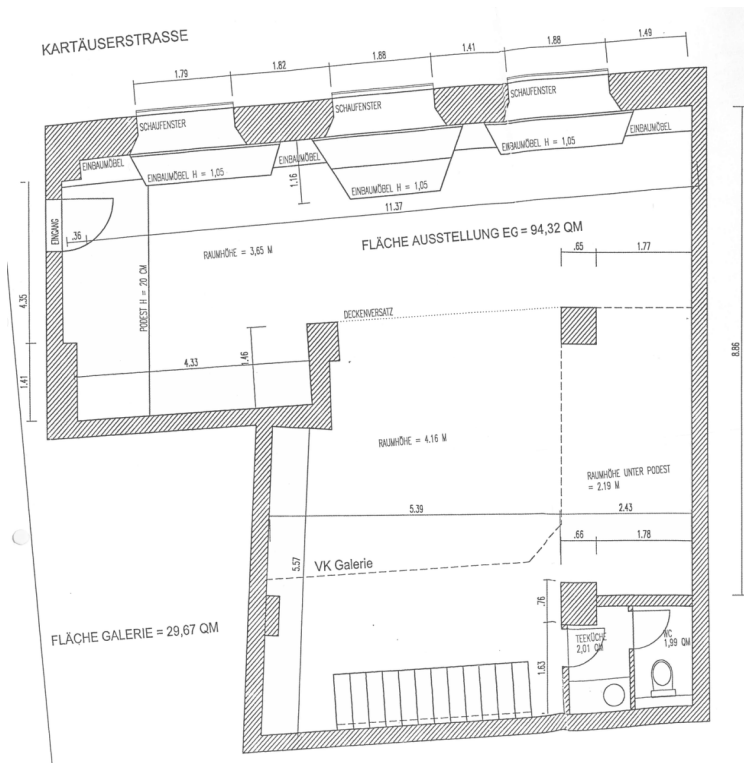 KARTÄUSERSTRASSE
1.79
1.82
1.88
1.41
1.88
1.49
SCHAUFENSTER
SCHAUFENSTER
SCHAUFENSTER
EINBAUMÖBEL
EINBAUMÖBEL H = 1,05
EINBAUMÖBEL
EINBAUMÖBEL H = 1,05
EINBAUMÖBEL H = 1,05
1.16
11.37
EINGANG
.36
RAUMHÖHE = 3,65 M
FLÄCHE AUSSTELLUNG EG = 94,32 QM
.65
1.77
PODEST H = 20 CM
4.35
DECKENVERSATZ
8.86
4.33
1.46
1.41
RAUMHÖHE = 4.16 M
RAUMHÖHE UNTER PODEST
= 2.19 M
5.39
2.43
.66
1.78
5.57
VK Galerie
.76
FLÄCHE GALERIE = 29,67 QM
TEEKÜCHE
2,01 QM
WC
1,99 QM
1.63